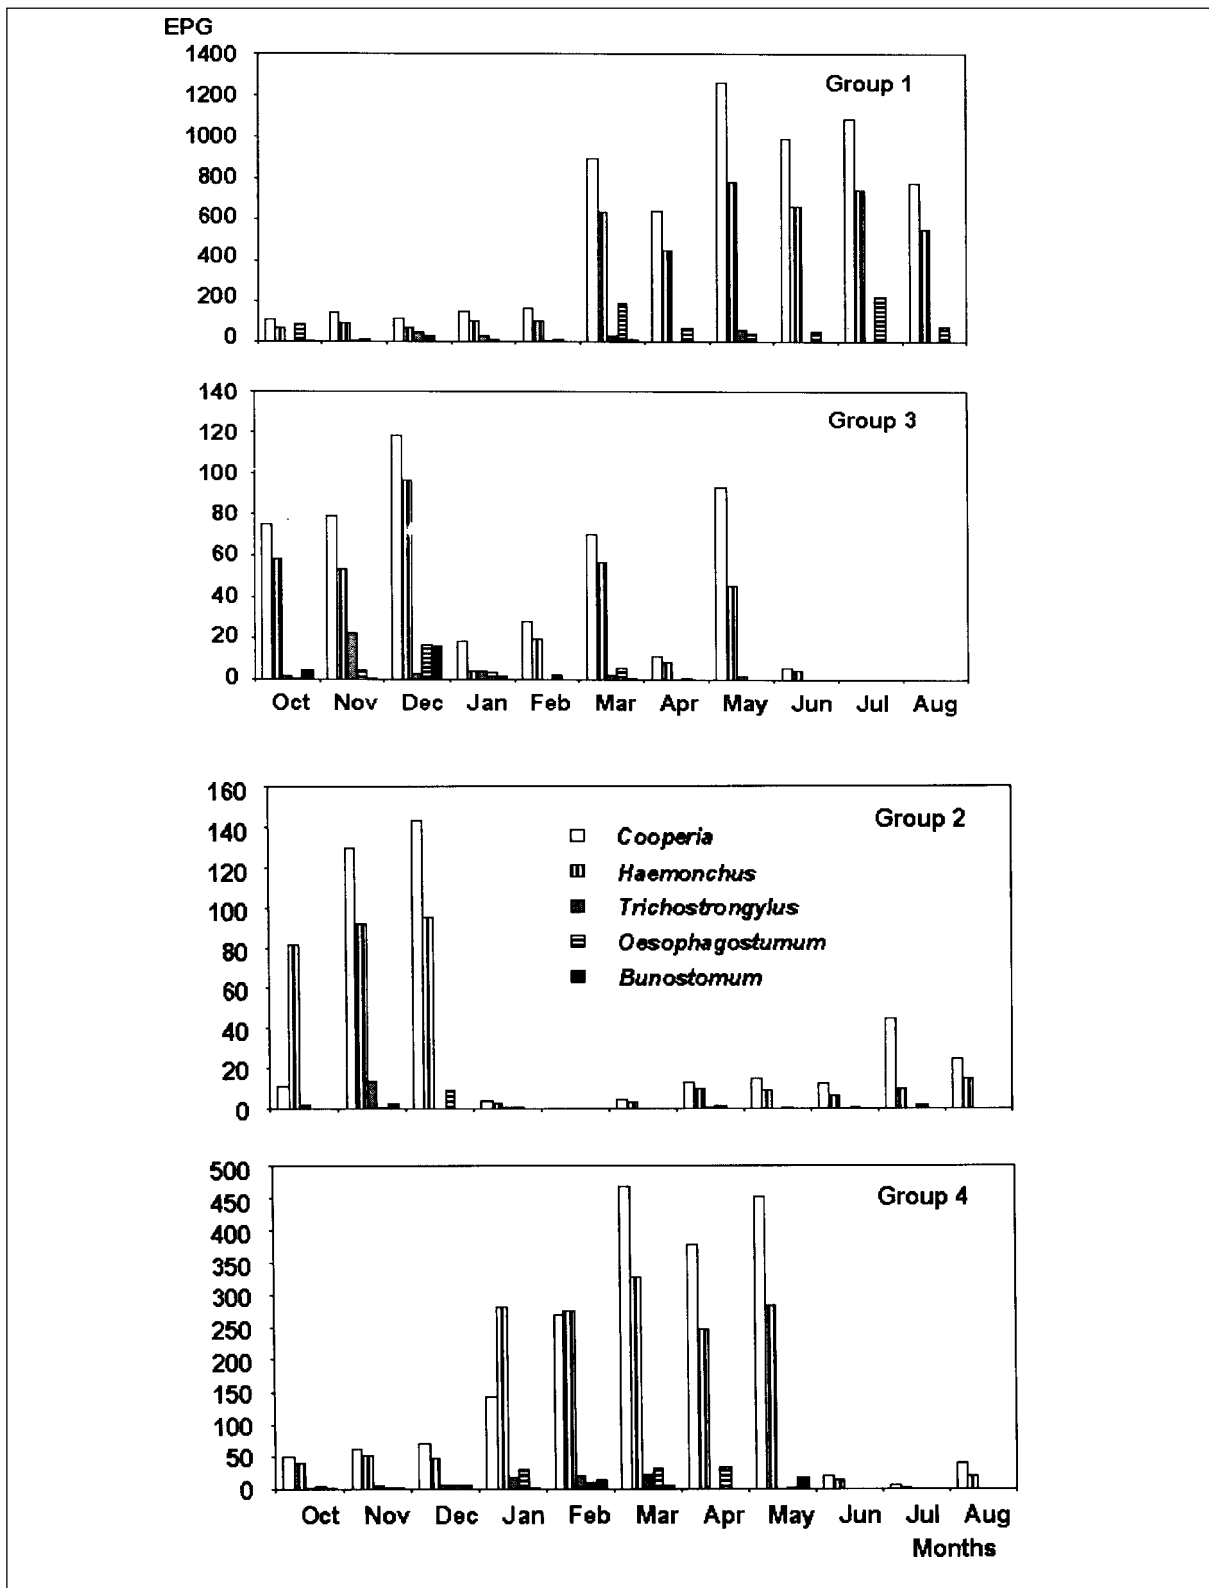 EPG
1400
1200
1000
800
600
400
200
0
Group 1
140
120
100
80
60
40
20
0
Group 3
Oct Nov Dec Jan Feb Mar Apr May Jun Jul Aug
160
140
120
100
80
60
40
20
0
Group 2
Cooperia
Haemonchus
Trichostrongylus
Oesophagostumum
Bunostomum
500
450
400
350
300
250
200
150
100
50
0
Group 4
Oct Nov Dec Jan Feb Mar Apr May Jun Jul Aug
Months